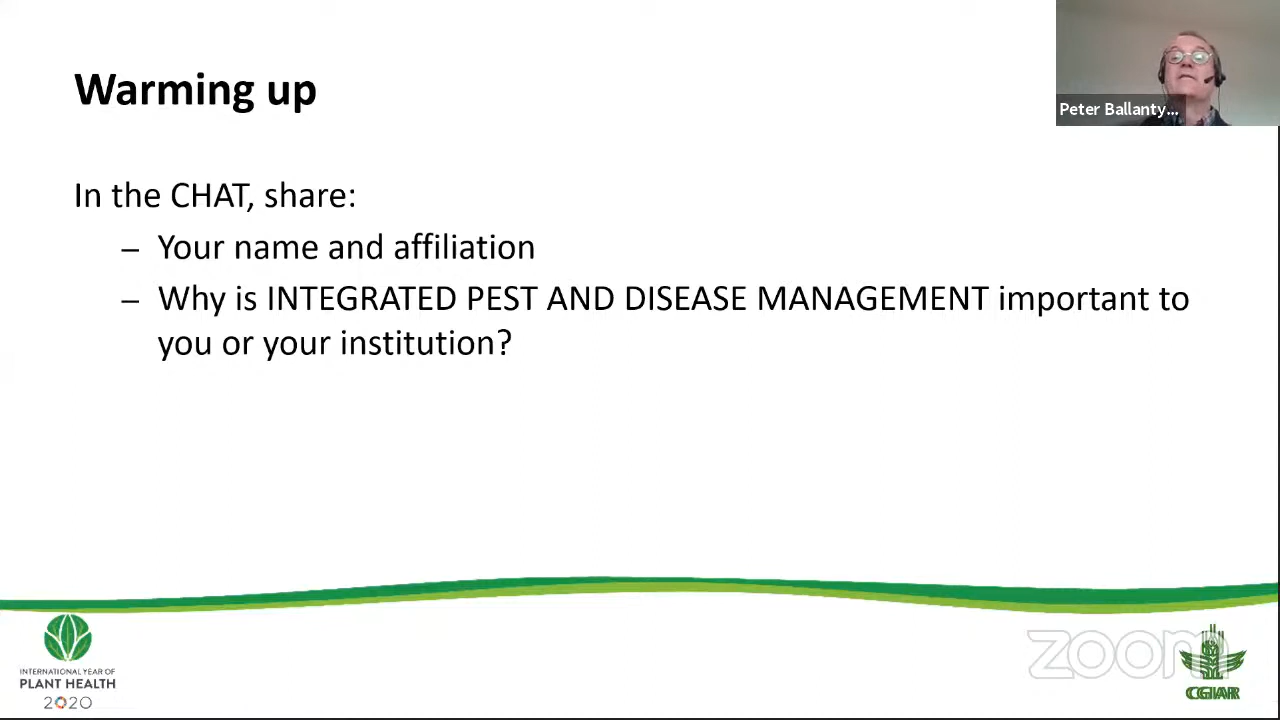 Warming up
Peter Ballanty...
In the CHAT, share:
– Your name and affiliation
– Why is INTEGRATED PEST AND DISEASE MANAGEMENT important to
you or your institution?
zoom
INTERNATIONAL YEAR OF
PLANT HEALTH
2020
CGIAR